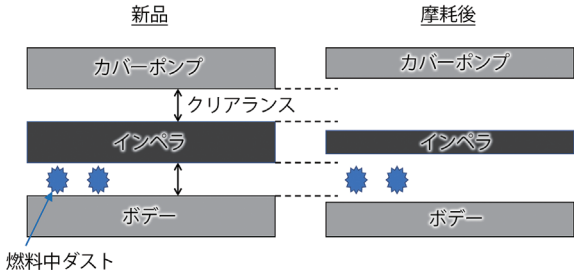 新品
摩耗後
カバーポンプ
カバーポンプ
クリアランス
インペラ
インペラ
ボデー
ボデー
燃料中ダスト